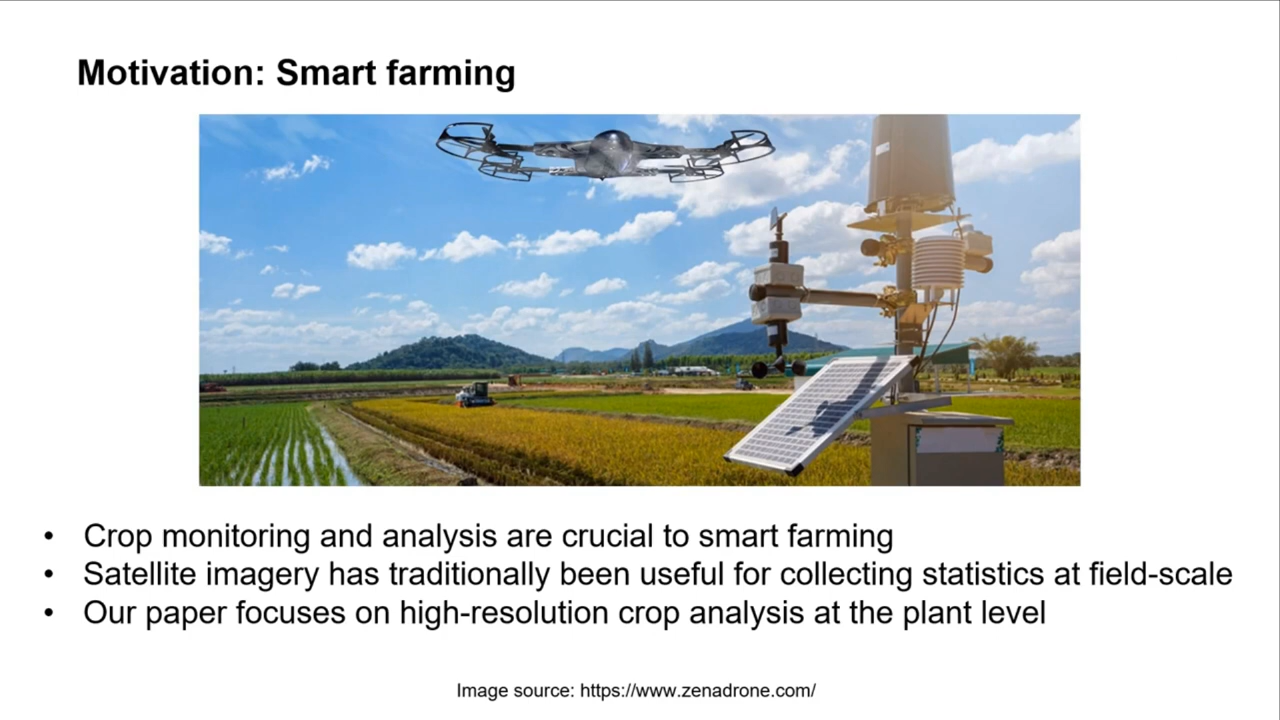 Motivation: Smart farming
• Crop monitoring and analysis are crucial to smart farming
• Satellite imagery has traditionally been useful for collecting statistics at field-scale
• Our paper focuses on high-resolution crop analysis at the plant level
Image source: https://www.zenadrone.com/